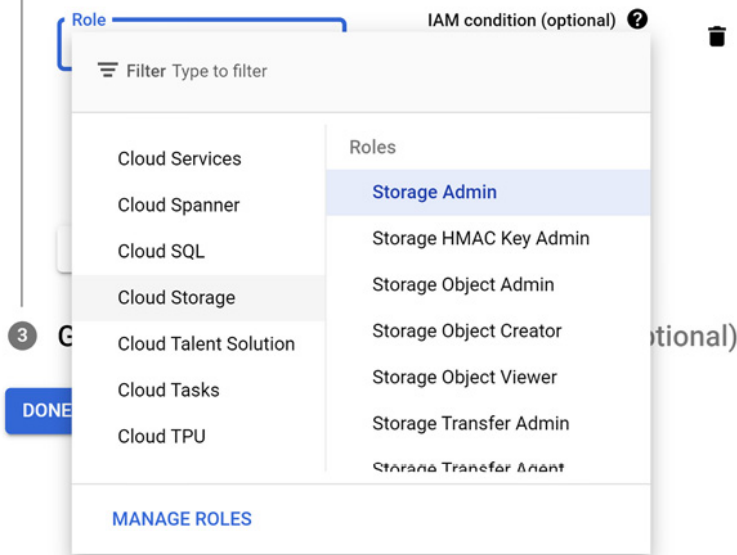 Role
IAM condition (optional) ?
Filter Type to filter
Cloud Services
Cloud Spanner
Cloud SQL
Cloud Storage
Cloud Talent Solution
Cloud Tasks
Cloud TPU
Roles
Storage Admin
Storage HMAC Key Admin
Storage Object Admin
Storage Object Creator
Storage Object Viewer
Storage Transfer Admin
Storage Transfer Agent
MANAGE ROLES
3 G
tional)
DONE